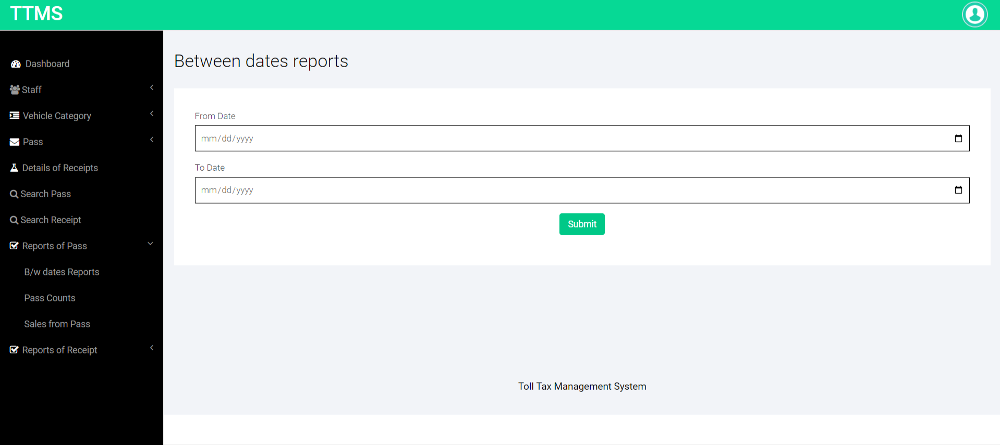 TTMS
Dashboard
Staff
Vehicle Category
Pass
Details of Receipts
Search Pass
Search Receipt
Reports of Pass
B/w dates Reports
Pass Counts
Sales from Pass
Reports of Receipt
Between dates reports
From Date
mm/dd/yyyy
To Date
mm/dd/yyyy
Submit
Toll Tax Management System